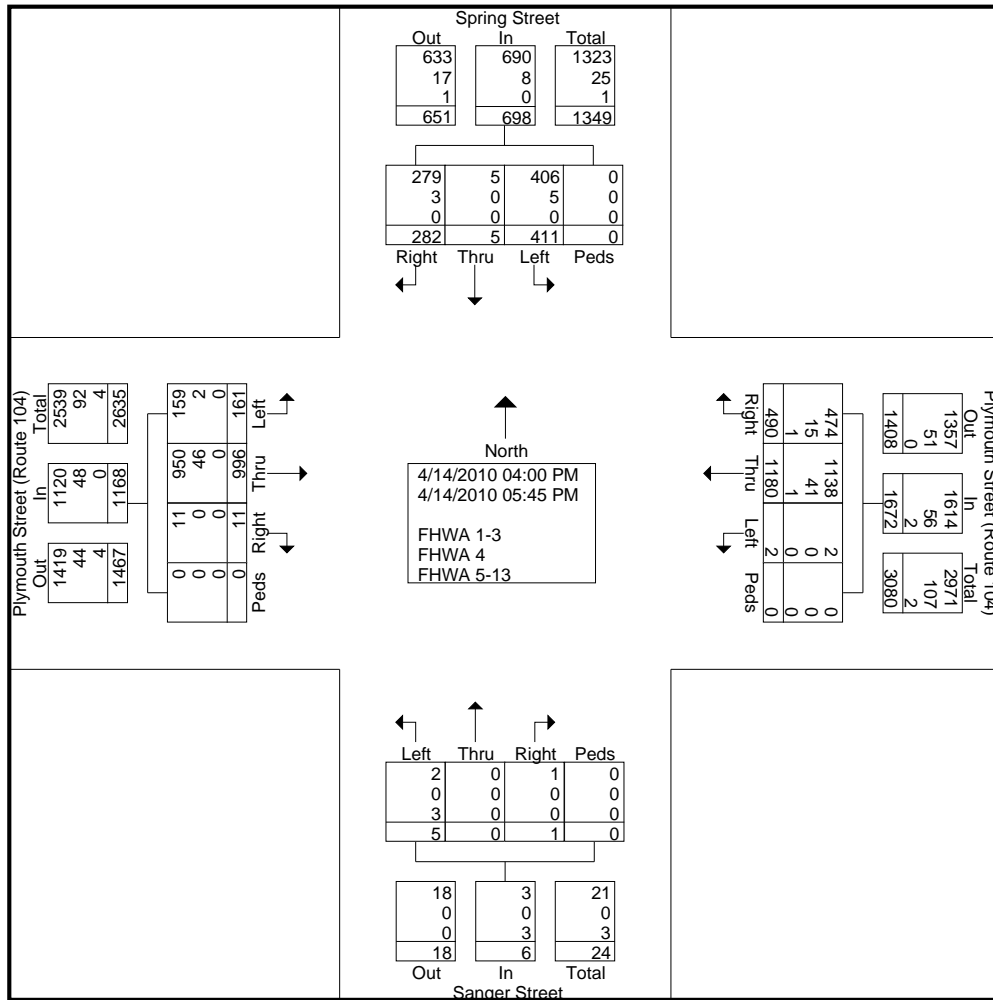 Spring Street
Out In Total
633 690 1323
17 8 25
1 0 1
651 698 1349
279 5 406 0
3 0 5 0
0 0 0 0
282 5 411 0
Right Thru Left Peds
Plymouth Street (Route 104)
Total In Out
2539 1120 1419
92 48 44
4 0 4
2635 1168 1467
159 950 11 0
2 46 0 0
0 0 0 0
161 996 11 0
Left Thru Right Peds
North
4/14/2010 04:00 PM
4/14/2010 05:45 PM
FHWA 1-3
FHWA 4
FHWA 5-13
Right Thru Left Peds
474 1138 2 0
15 41 0 0
1 1 0 0
490 1180 2 0
Plymouth Street (Route 104)
Out In Total
1357 1614 2971
51 56 107
0 2 2
1408 1672 3080
Left Thru Right Peds
2 0 1 0
0 0 0 0
3 0 0 0
5 0 1 0
18 3 21
0 0 0
0 3 3
18 6 24
Out In Total
Sanger Street